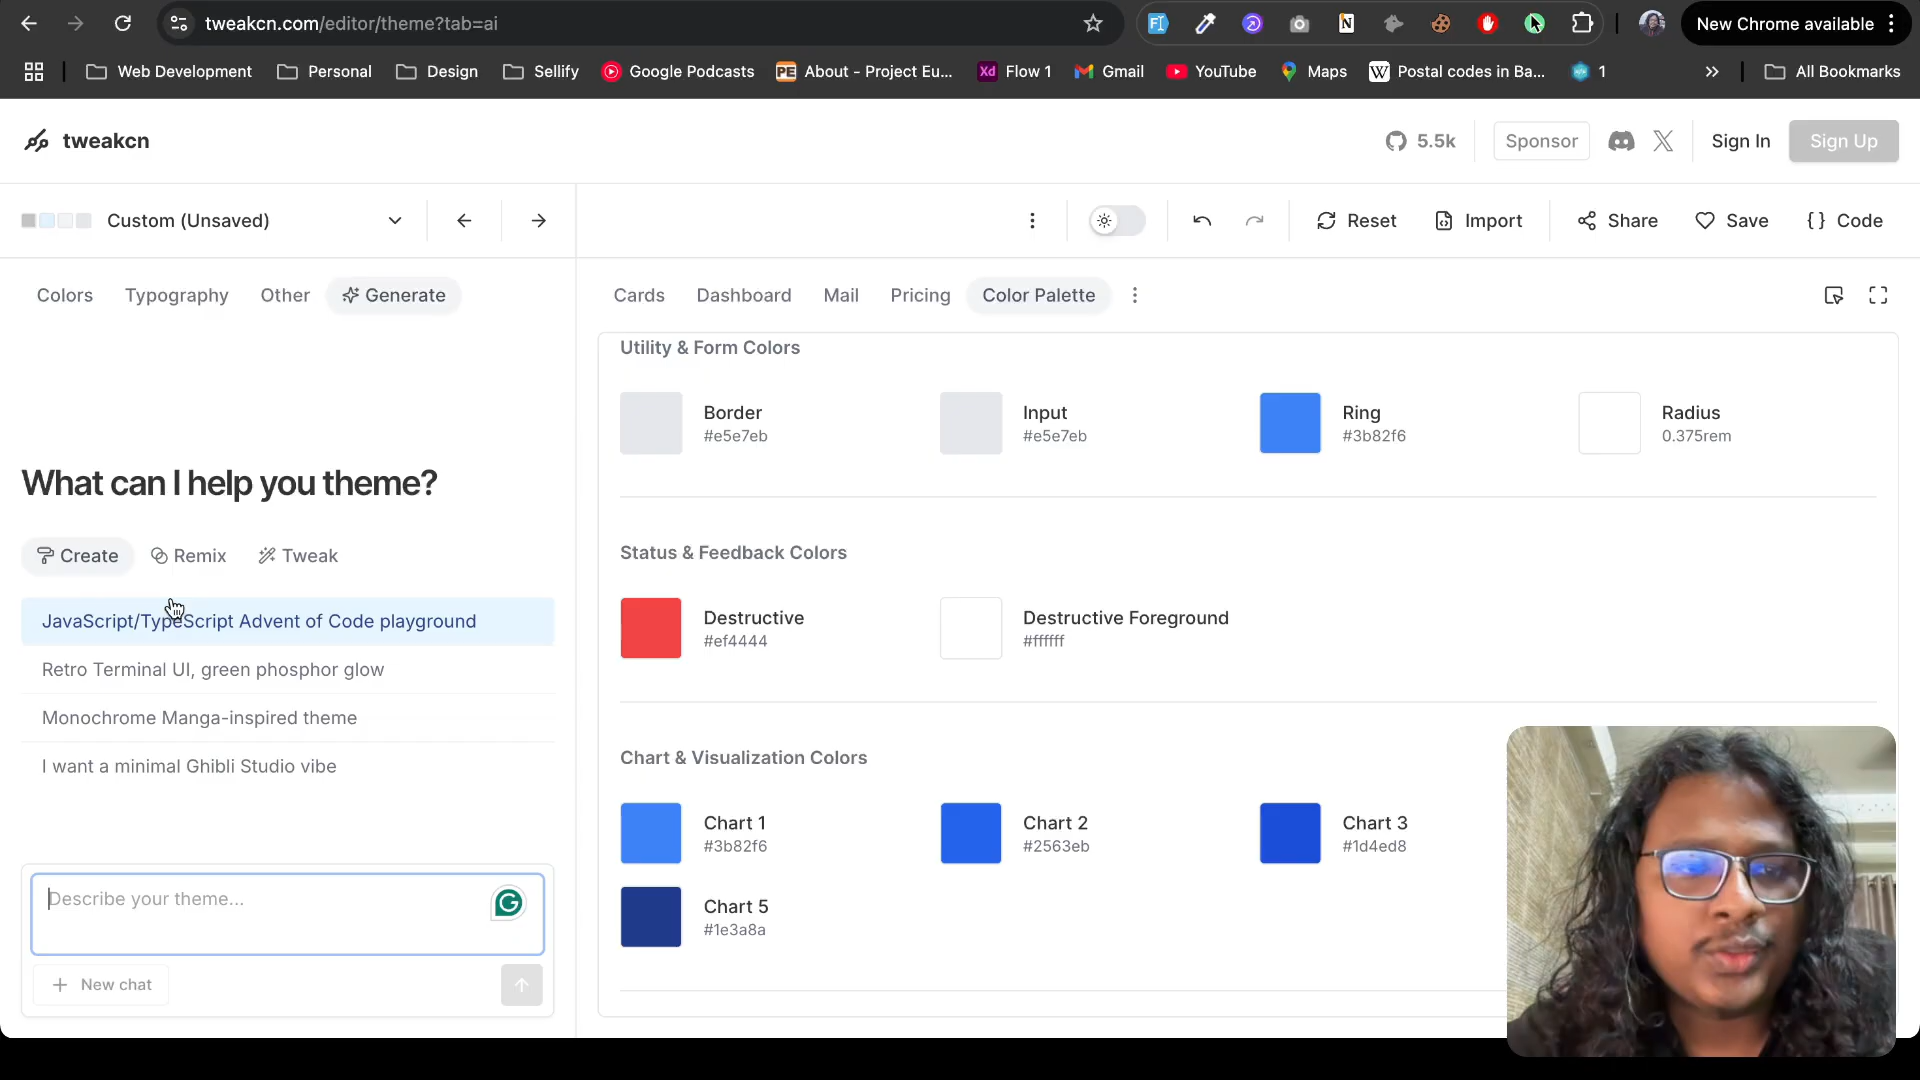 tweakcn.com/editor/theme?tab=ai
New Chrome available
Web Development
Personal
Design
Sellify
Google Podcasts
PE
About - Project Eu...
Xd
Flow 1
Gmail
YouTube
Maps
W
Postal codes in Ba...
1
All Bookmarks
tweakcn
5.5k
Sponsor
Sign In
Sign Up
Custom (Unsaved)
Reset
Import
Share
Save
{} Code
Colors
Typography
Other
Generate
Cards
Dashboard
Mail
Pricing
Color Palette
What can I help you theme?
Create
Remix
Tweak
JavaScript/TypeScript Advent of Code playground
Retro Terminal UI, green phosphor glow
Monochrome Manga-inspired theme
I want a minimal Ghibli Studio vibe
Describe your theme...
+ New chat
Utility & Form Colors
Border
#e5e7eb
Input
#e5e7eb
Ring
#3b82f6
Radius
0.375rem
Status & Feedback Colors
Destructive
#ef4444
Destructive Foreground
#ffffff
Chart & Visualization Colors
Chart 1
#3b82f6
Chart 2
#2563eb
Chart 3
#1d4ed8
Chart 5
#1e3a8a